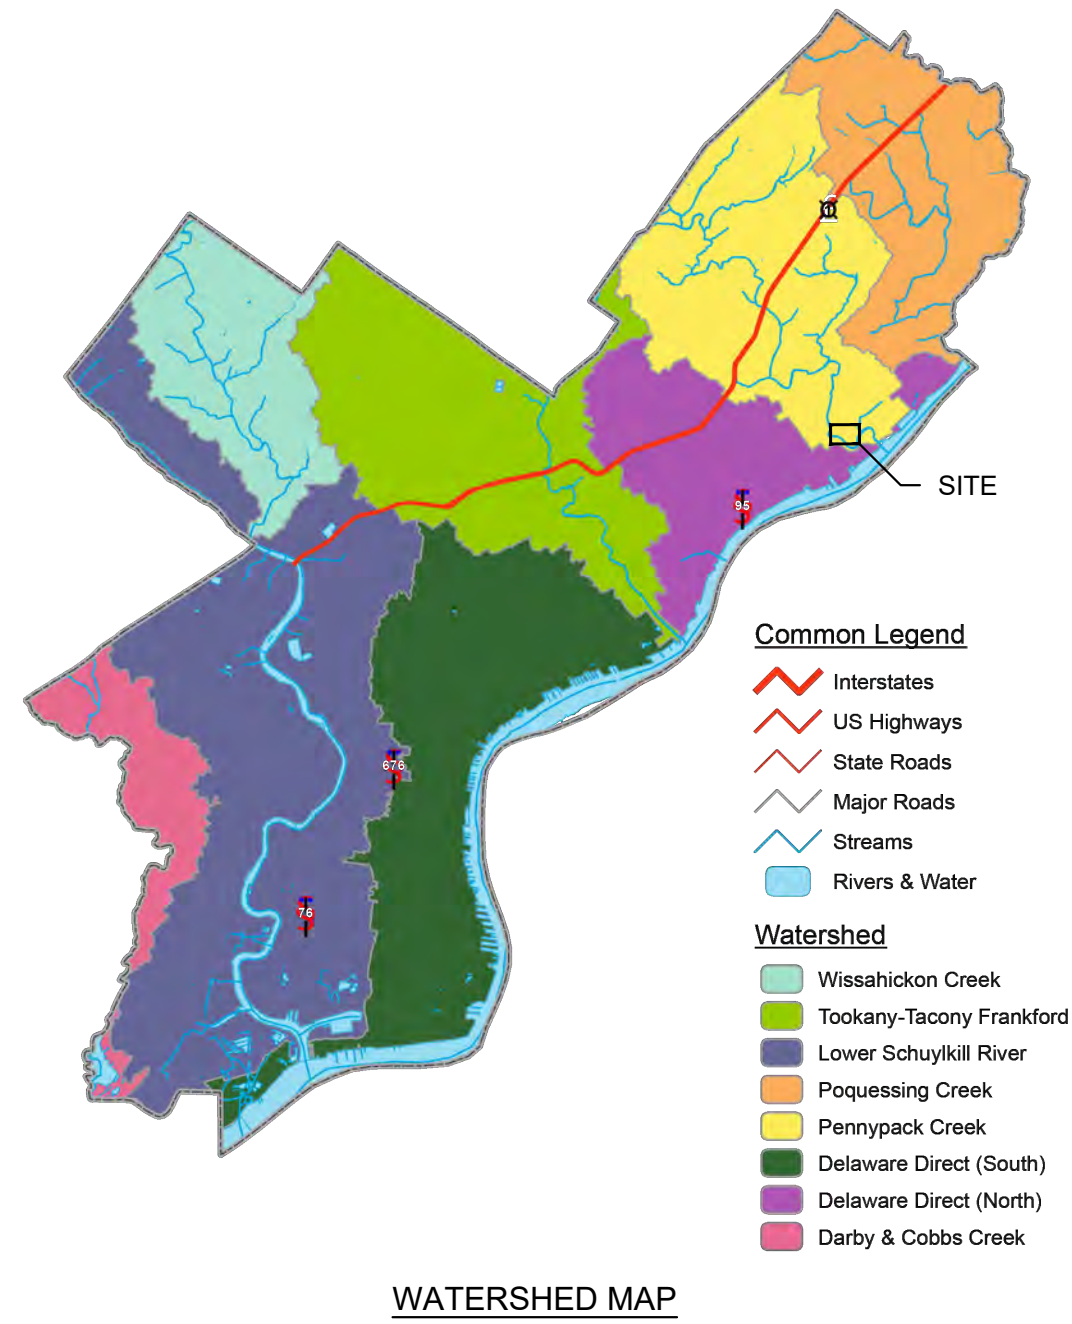 1
SITE
95
676
76
Common Legend
Interstates
US Highways
State Roads
Major Roads
Streams
Rivers & Water
Watershed
Wissahickon Creek
Tookany-Tacony Frankford
Lower Schuylkill River
Poquessing Creek
Pennypack Creek
Delaware Direct (South)
Delaware Direct (North)
Darby & Cobbs Creek
WATERSHED MAP